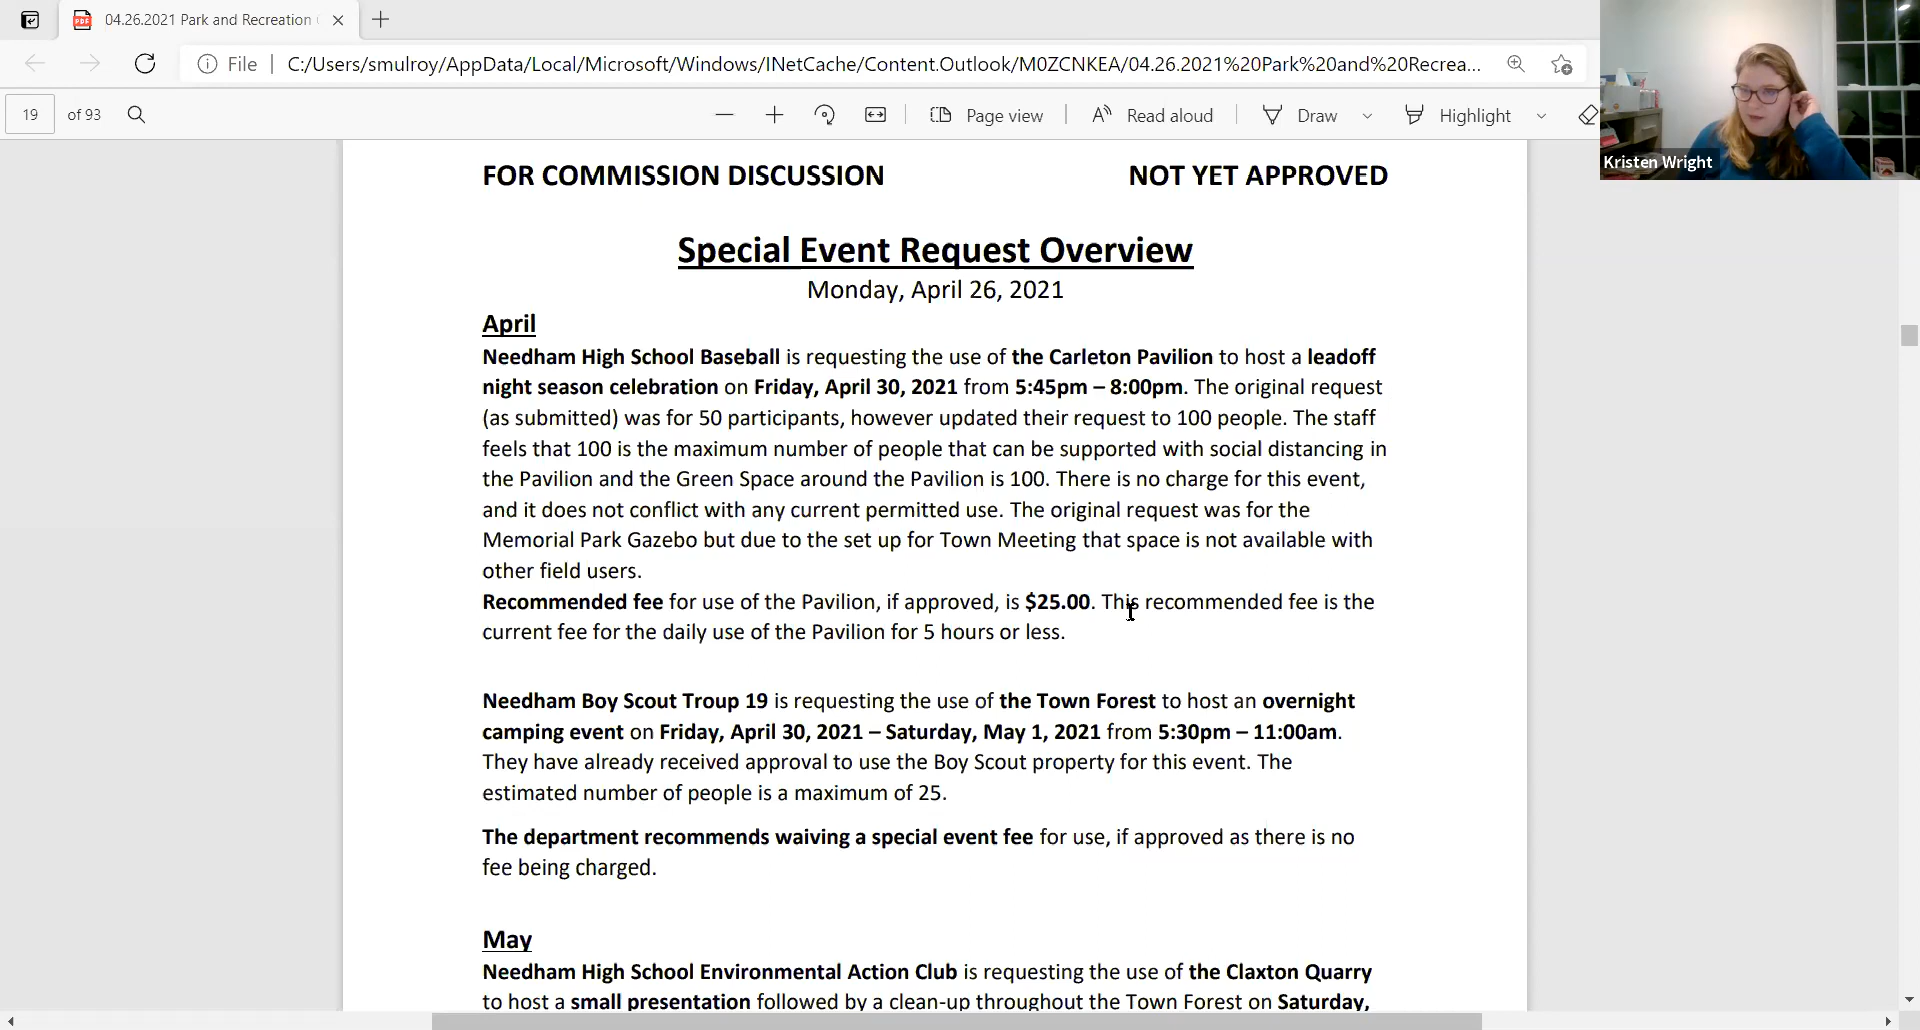 04.26.2021 Park and Recreation
File
C:/Users/smulroy/AppData/Local/Microsoft/Windows/INetCache/Content.Outlook/M0ZCNKEA/04.26.2021%20Park%20and%20Recrea...
19 of 93
Page view
Read aloud
Draw
Highlight
Kristen Wright
FOR COMMISSION DISCUSSION NOT YET APPROVED
Special Event Request Overview
Monday, April 26, 2021
April
Needham High School Baseball is requesting the use of the Carleton Pavilion to host a leadoff
night season celebration on Friday, April 30, 2021 from 5:45pm – 8:00pm. The original request
(as submitted) was for 50 participants, however updated their request to 100 people. The staff
feels that 100 is the maximum number of people that can be supported with social distancing in
the Pavilion and the Green Space around the Pavilion is 100. There is no charge for this event,
and it does not conflict with any current permitted use. The original request was for the
Memorial Park Gazebo but due to the set up for Town Meeting that space is not available with
other field users.
Recommended fee for use of the Pavilion, if approved, is $25.00. This recommended fee is the
current fee for the daily use of the Pavilion for 5 hours or less.
Needham Boy Scout Troup 19 is requesting the use of the Town Forest to host an overnight
camping event on Friday, April 30, 2021 – Saturday, May 1, 2021 from 5:30pm – 11:00am.
They have already received approval to use the Boy Scout property for this event. The
estimated number of people is a maximum of 25.
The department recommends waiving a special event fee for use, if approved as there is no
fee being charged.
May
Needham High School Environmental Action Club is requesting the use of the Claxton Quarry
to host a small presentation followed by a clean-up throughout the Town Forest on Saturday,